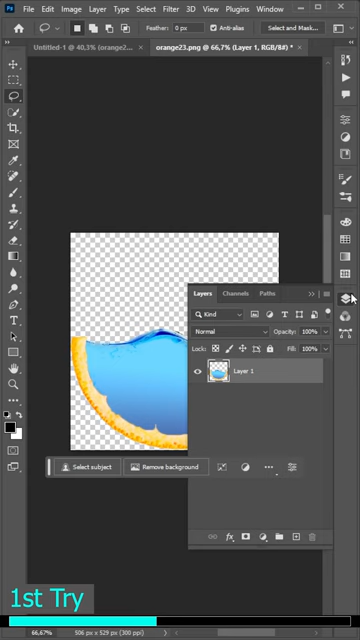 Ps File Edit Image Layer Type Select Filter 3D View Plugins
Feather: 0 px Anti-alias Select and Mask...
Untitled-1 @ 40,3% (orange2...
orange23.png @ 66,7% (Layer 1, RGB/8#) *
Layers Channels Paths
Kind
Normal Opacity: 100%
Lock: Fill: 100%
Layer 1
Select subject Remove background
1st Try
66,67% 506 px x 529 px (300 ppi)